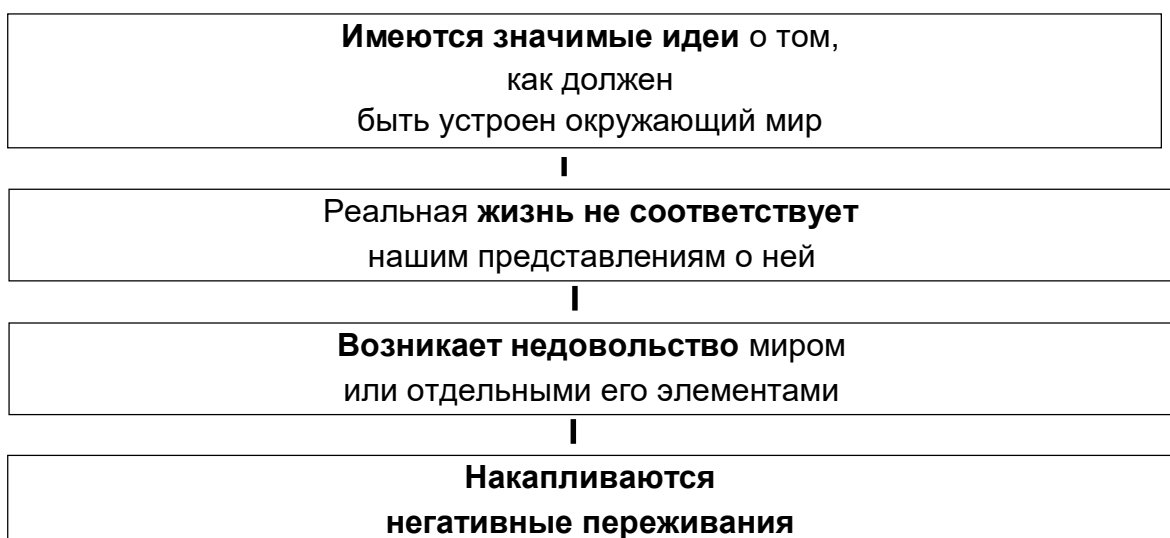 Имеются значимые идеи о том,
как должен
быть устроен окружающий мир
Реальная жизнь не соответствует
нашим представлениям о ней
Возникает недовольство миром
или отдельными его элементами
Накапливаются
негативные переживания